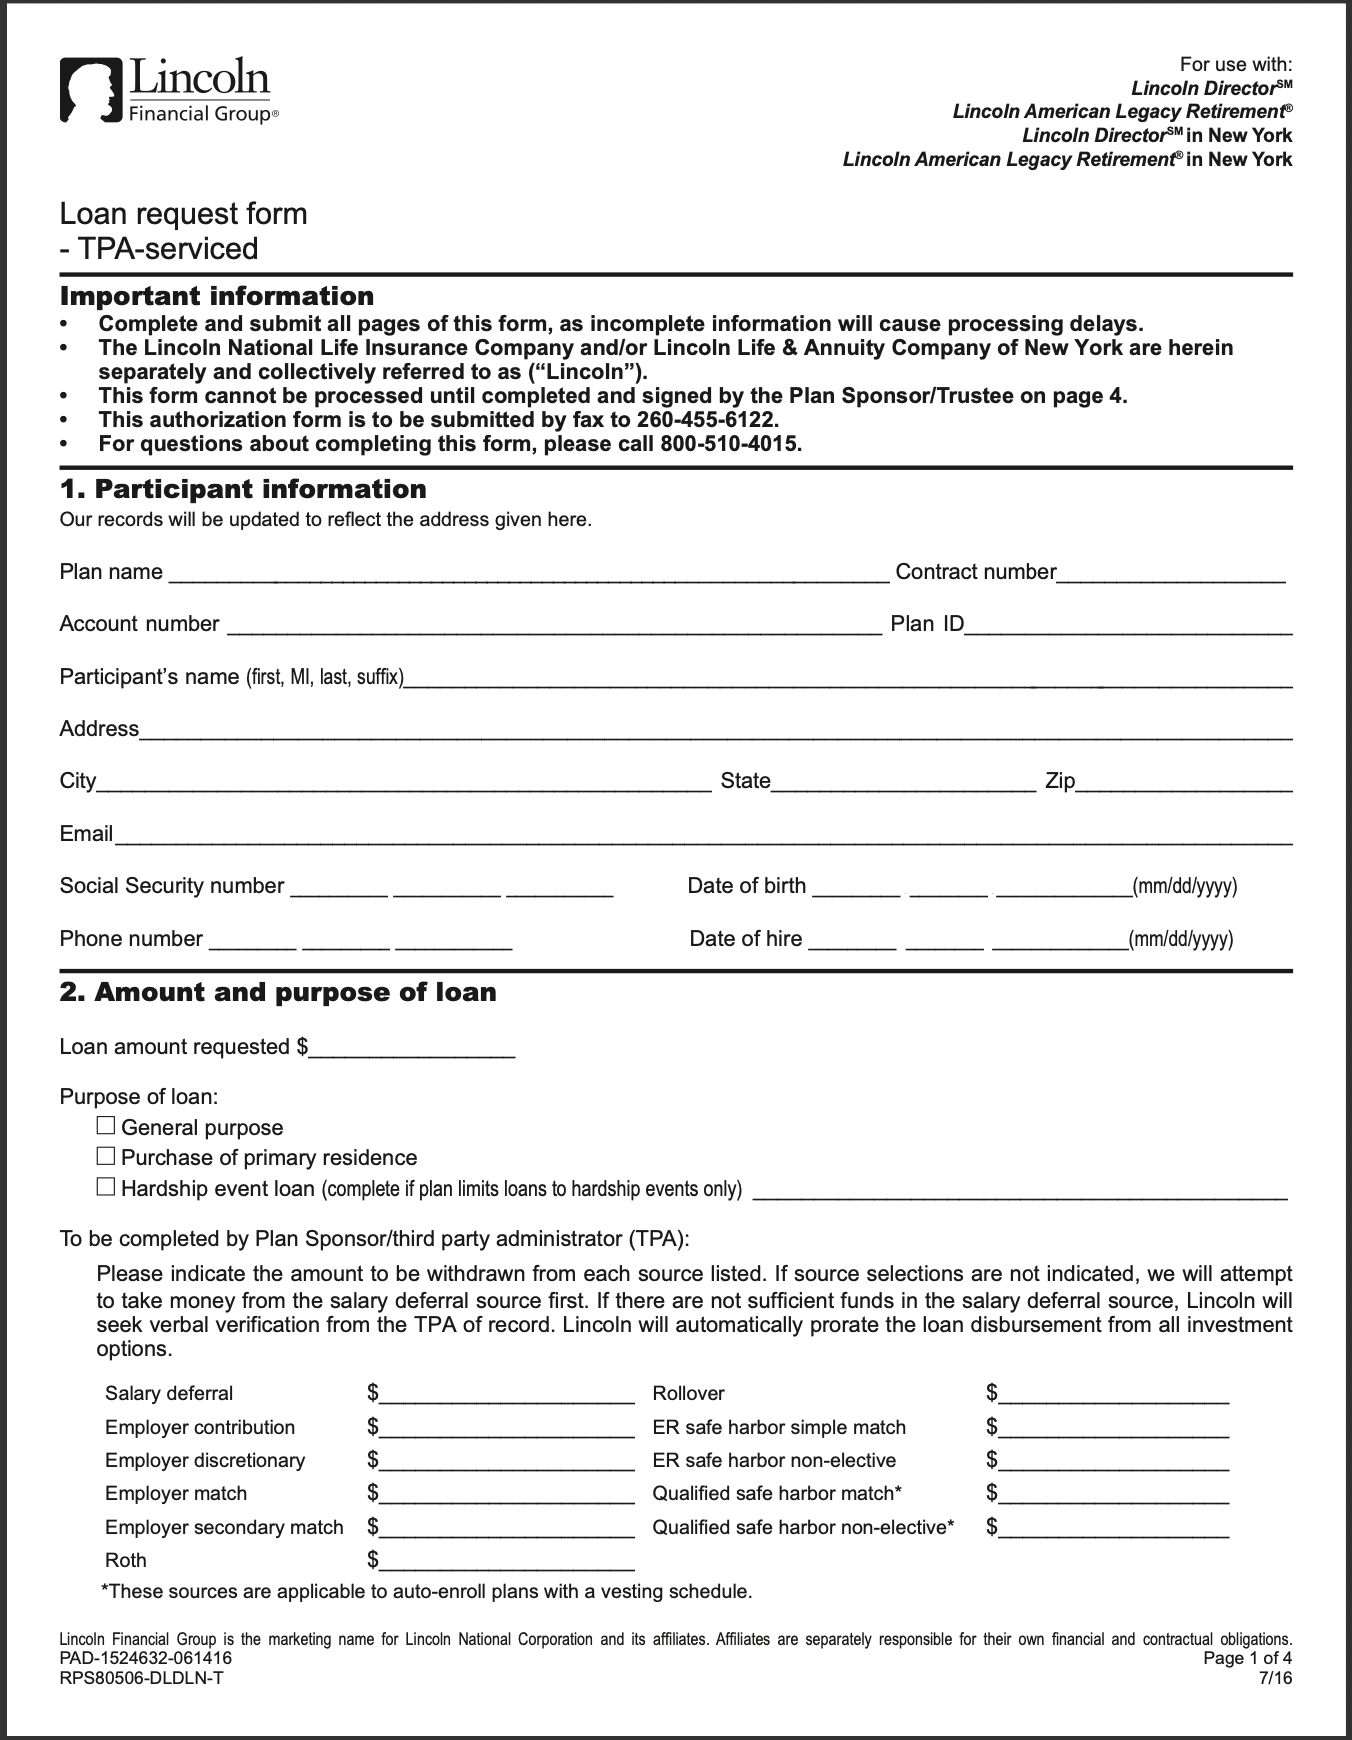 Lincoln
Financial Group®
For use with:
Lincoln DirectorSM
Lincoln American Legacy Retirement®
Lincoln DirectorSM in New York
Lincoln American Legacy Retirement® in New York
Loan request form
- TPA-serviced
Important information
• Complete and submit all pages of this form, as incomplete information will cause processing delays.
• The Lincoln National Life Insurance Company and/or Lincoln Life & Annuity Company of New York are herein
separately and collectively referred to as (“Lincoln”).
• This form cannot be processed until completed and signed by the Plan Sponsor/Trustee on page 4.
• This authorization form is to be submitted by fax to 260-455-6122.
• For questions about completing this form, please call 800-510-4015.
1. Participant information
Our records will be updated to reflect the address given here.
Plan name ____ Contract number____
Account number ____ Plan ID____
Participant’s name (first, MI, last, suffix)____
Address____
City____ State____ Zip____
Email____
Social Security number ____ ____ ____ Date of birth ____ ____ ____(mm/dd/yyyy)
Phone number ____ ____ ____ Date of hire ____ ____ ____(mm/dd/yyyy)
2. Amount and purpose of loan
Loan amount requested $____
Purpose of loan:
☐ General purpose
☐ Purchase of primary residence
☐ Hardship event loan (complete if plan limits loans to hardship events only) ____
To be completed by Plan Sponsor/third party administrator (TPA):
Please indicate the amount to be withdrawn from each source listed. If source selections are not indicated, we will attempt
to take money from the salary deferral source first. If there are not sufficient funds in the salary deferral source, Lincoln will
seek verbal verification from the TPA of record. Lincoln will automatically prorate the loan disbursement from all investment
options.
Salary deferral $____ Rollover $____
Employer contribution $____ ER safe harbor simple match $____
Employer discretionary $____ ER safe harbor non-elective $____
Employer match $____ Qualified safe harbor match* $____
Employer secondary match $____ Qualified safe harbor non-elective* $____
Roth $____
*These sources are applicable to auto-enroll plans with a vesting schedule.
Lincoln Financial Group is the marketing name for Lincoln National Corporation and its affiliates. Affiliates are separately responsible for their own financial and contractual obligations.
PAD-1524632-061416 Page 1 of 4
RPS80506-DLDLN-T 7/16